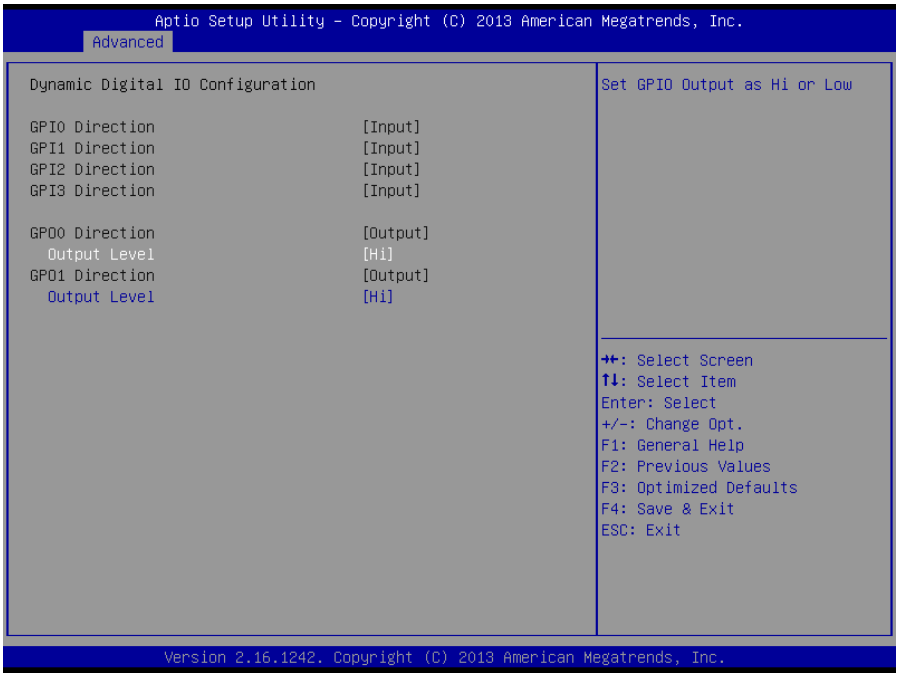 Aptio Setup Utility – Copyright (C) 2013 American Megatrends, Inc.
Advanced
Dynamic Digital IO Configuration
GPI0 Direction [Input]
GPI1 Direction [Input]
GPI2 Direction [Input]
GPI3 Direction [Input]
GPO0 Direction [Output]
Output Level [Hi]
GPO1 Direction [Output]
Output Level [Hi]
Set GPIO Output as Hi or Low
→←: Select Screen
↑↓: Select Item
Enter: Select
+/-: Change Opt.
F1: General Help
F2: Previous Values
F3: Optimized Defaults
F4: Save & Exit
ESC: Exit
Version 2.16.1242. Copyright (C) 2013 American Megatrends, Inc.